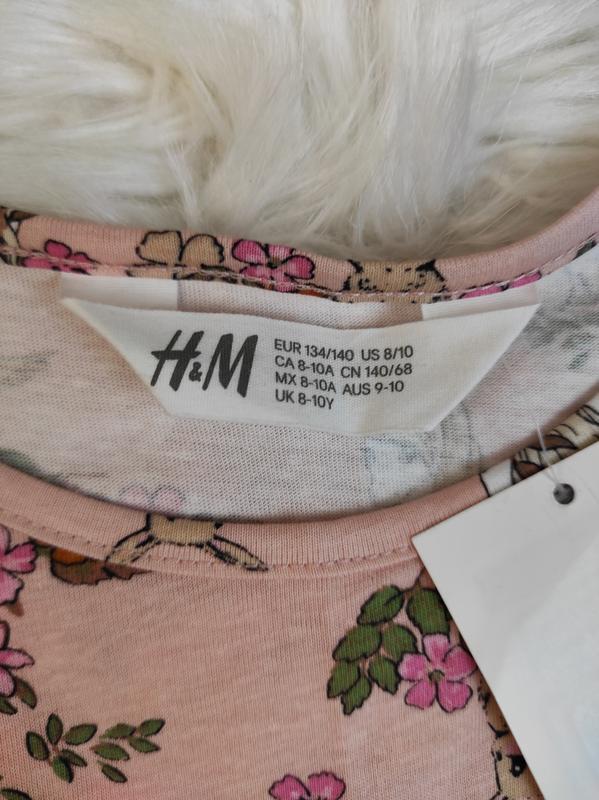 H&M
EUR 134/140 US 8/10
CA 8-10A CN 140/68
MX 8-10A AUS 9-10
UK 8-10Y